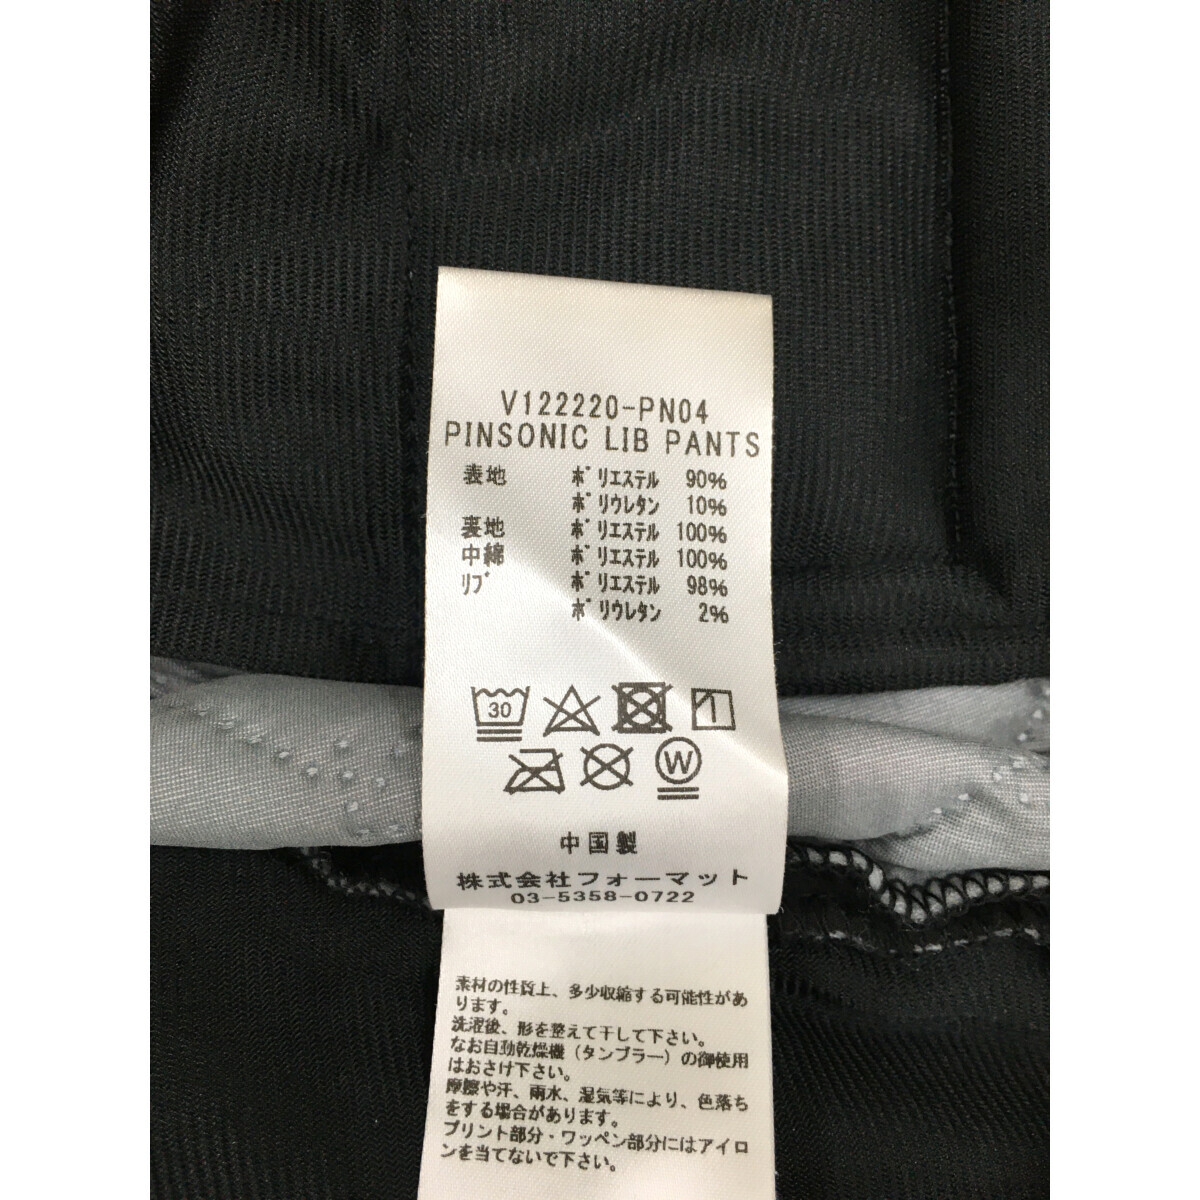 V122220-PN04
PINSONIC LIB PANTS
表地 ポリエステル 90%
ポリウレタン 10%
裏地 ポリエステル 100%
中綿 ポリエステル 100%
リブ ポリエステル 98%
ポリウレタン 2%
30
W
中国製
株式会社フォーマット
03-5358-0722
素材の性質上、多少収縮する可能性があ
ります。
洗濯後、形を整えて干して下さい。
なお自動乾燥機（タンブラー）の御使用
はおさけ下さい。
摩擦や汗、雨水、湿気等により、色落ち
をする場合があります。
プリント部分・ワッペン部分にはアイロ
ンを当てないで下さい。